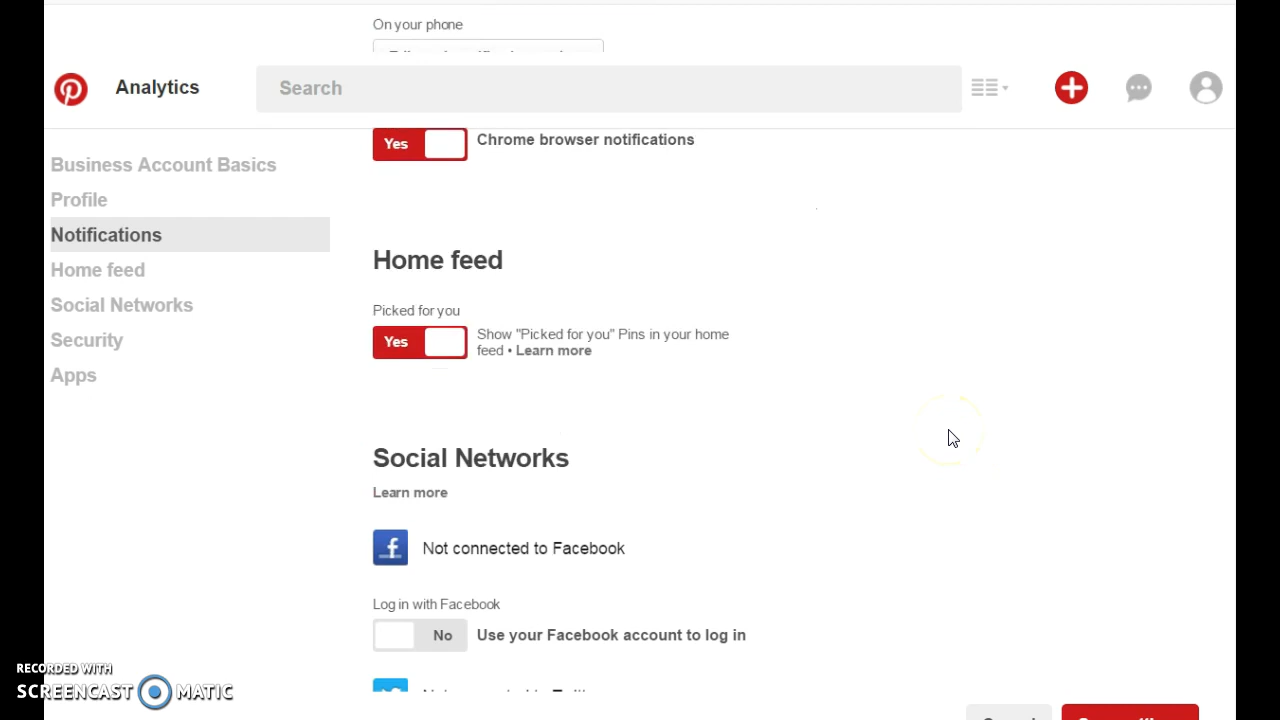 On your phone
Analytics
Search
Yes
Chrome browser notifications
Business Account Basics
Profile
Notifications
Home feed
Social Networks
Security
Apps
Home feed
Picked for you
Yes
Show "Picked for you" Pins in your home
feed • Learn more
Social Networks
Learn more
f
Not connected to Facebook
Log in with Facebook
No
Use your Facebook account to log in
RECORDED WITH
SCREENCAST MATIC